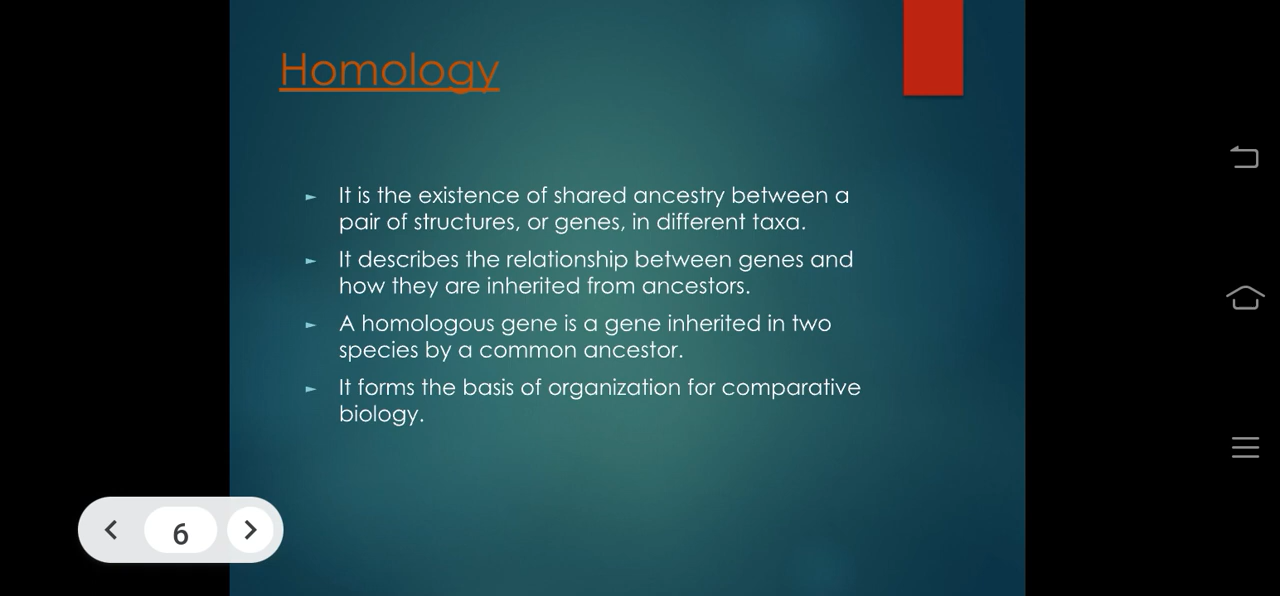 Homology
► It is the existence of shared ancestry between a
pair of structures, or genes, in different taxa.
► It describes the relationship between genes and
how they are inherited from ancestors.
► A homologous gene is a gene inherited in two
species by a common ancestor.
► It forms the basis of organization for comparative
biology.
6